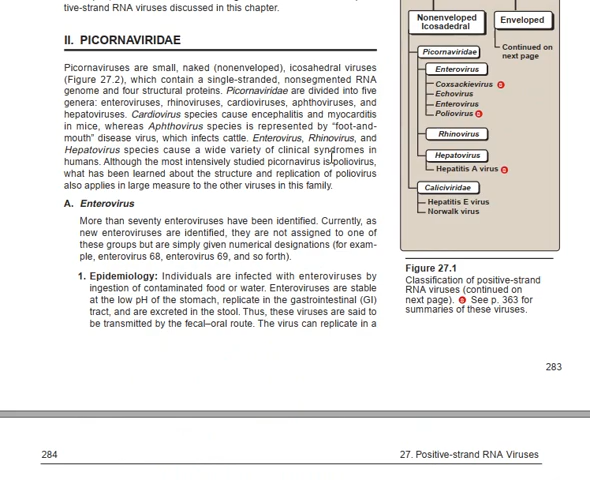 tive-strand RNA viruses discussed in this chapter.
II. PICORNAVIRIDAE
Picornaviruses are small, naked (nonenveloped), icosahedral viruses
(Figure 27.2), which contain a single-stranded, nonsegmented RNA
genome and four structural proteins. Picornaviridae are divided into five
genera: enteroviruses, rhinoviruses, cardioviruses, aphthoviruses, and
hepatoviruses. Cardiovirus species cause encephalitis and myocarditis
in mice, whereas Aphthovirus species is represented by “foot-and-
mouth” disease virus, which infects cattle. Enterovirus, Rhinovirus, and
Hepatovirus species cause a wide variety of clinical syndromes in
humans. Although the most intensively studied picornavirus is poliovirus,
what has been learned about the structure and replication of poliovirus
also applies in large measure to the other viruses in this family.
A. Enterovirus
More than seventy enteroviruses have been identified. Currently, as
new enteroviruses are identified, they are not assigned to one of
these groups but are simply given numerical designations (for exam-
ple, enterovirus 68, enterovirus 69, and so forth).
1. Epidemiology: Individuals are infected with enteroviruses by
ingestion of contaminated food or water. Enteroviruses are stable
at the low pH of the stomach, replicate in the gastrointestinal (GI)
tract, and are excreted in the stool. Thus, these viruses are said to
be transmitted by the fecal–oral route. The virus can replicate in a
Nonenveloped
Icosadedral
Enveloped
Continued on
next page
Picornaviridae
Enterovirus
Coxsackievirus
Echovirus
Enterovirus
Poliovirus
Rhinovirus
Hepatovirus
Hepatitis A virus
Caliciviridae
Hepatitis E virus
Norwalk virus
Figure 27.1
Classification of positive-strand
RNA viruses (continued on
next page). See p. 363 for
summaries of these viruses.
283
284
27. Positive-strand RNA Viruses